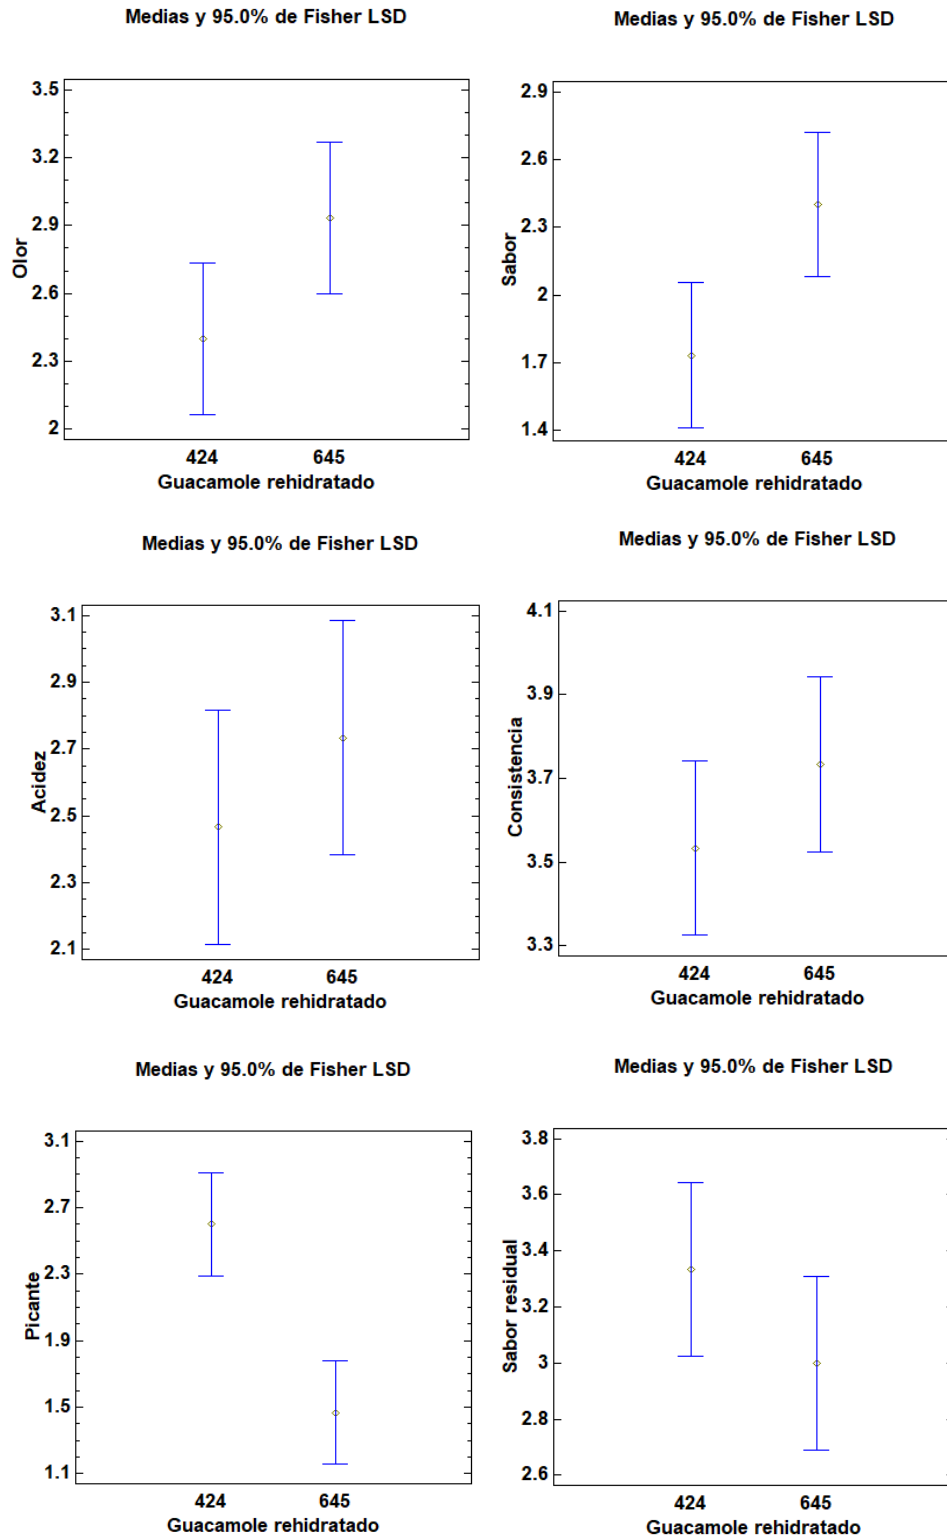 Medias y 95.0% de Fisher LSD
3.5
3.2
2.9
2.6
2.3
2
Olor
424 645
Guacamole rehidratado
Medias y 95.0% de Fisher LSD
2.9
2.6
2.3
2
1.7
1.4
Sabor
424 645
Guacamole rehidratado
Medias y 95.0% de Fisher LSD
3.1
2.9
2.7
2.5
2.3
2.1
Acidez
424 645
Guacamole rehidratado
Medias y 95.0% de Fisher LSD
4.1
3.9
3.7
3.5
3.3
Consistencia
424 645
Guacamole rehidratado
Medias y 95.0% de Fisher LSD
3.1
2.7
2.3
1.9
1.5
1.1
Picante
424 645
Guacamole rehidratado
Medias y 95.0% de Fisher LSD
3.8
3.6
3.4
3.2
3
2.8
2.6
Sabor residual
424 645
Guacamole rehidratado